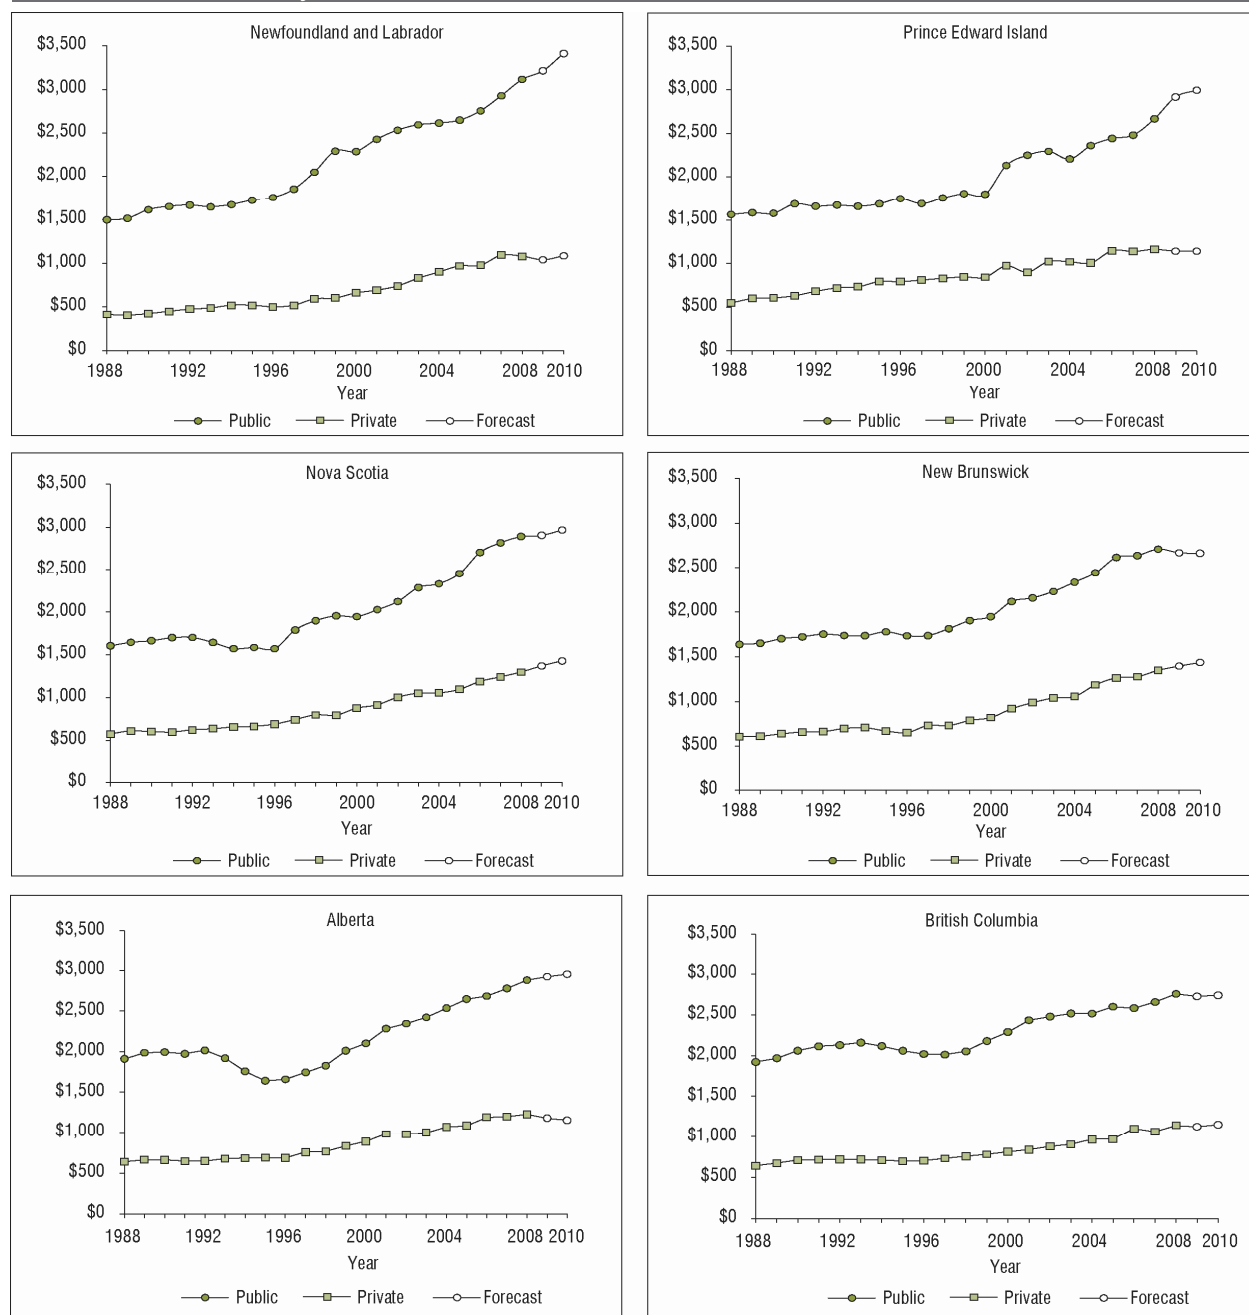 Newfoundland and Labrador
$3,500
$3,000
$2,500
$2,000
$1,500
$1,000
$500
$0
1988 1992 1996 2000 2004 2008 2010
Year
Public Private Forecast
Prince Edward Island
$3,500
$3,000
$2,500
$2,000
$1,500
$1,000
$500
$0
1988 1992 1996 2000 2004 2008 2010
Year
Public Private Forecast
Nova Scotia
$3,500
$3,000
$2,500
$2,000
$1,500
$1,000
$500
$0
1988 1992 1996 2000 2004 2008 2010
Year
Public Private Forecast
New Brunswick
$3,500
$3,000
$2,500
$2,000
$1,500
$1,000
$500
$0
1988 1992 1996 2000 2004 2008 2010
Year
Public Private Forecast
Alberta
$3,500
$3,000
$2,500
$2,000
$1,500
$1,000
$500
$0
1988 1992 1996 2000 2004 2008 2010
Year
Public Private Forecast
British Columbia
$3,500
$3,000
$2,500
$2,000
$1,500
$1,000
$500
$0
1988 1992 1996 2000 2004 2008 2010
Year
Public Private Forecast